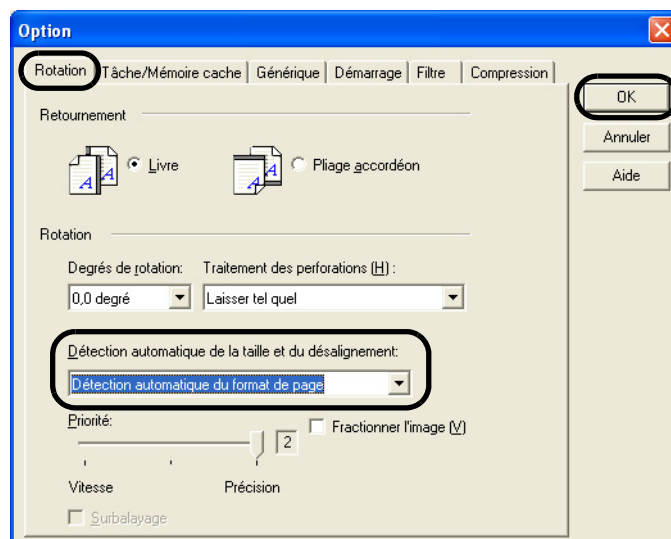 Option
Rotation Tâche/Mémoire cache Générique Démarrage Filtre Compression
OK
Annuler
Aide
Retournement
Livre Pliage accordéon
Rotation
Degrés de rotation: Traitement des perforations (H) :
0,0 degré Laisser tel quel
Détection automatique de la taille et du désalignement:
Détection automatique du format de page
Priorité:
2 Fractionner l'image (V)
Vitesse Précision
Surbalayage